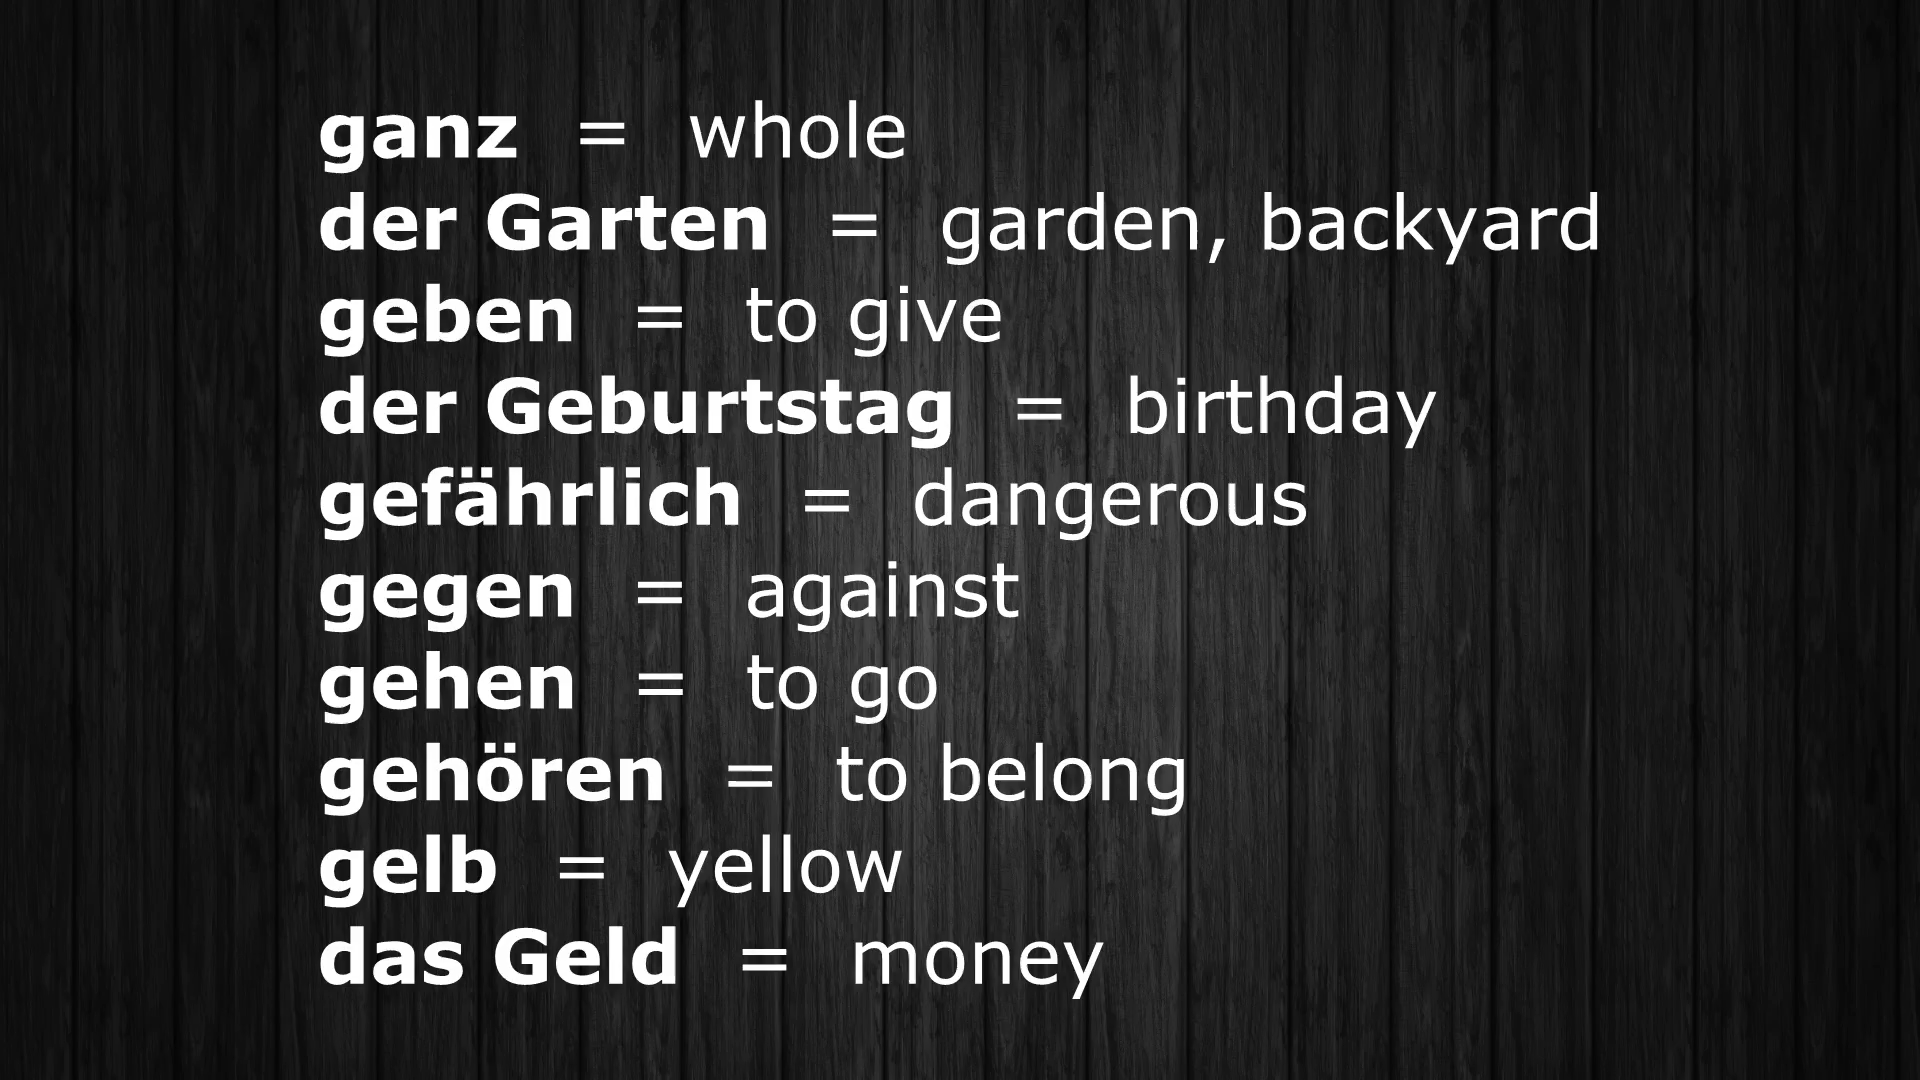 ganz = whole
der Garten = garden, backyard
geben = to give
der Geburtstag = birthday
gefährlich = dangerous
gegen = against
gehen = to go
gehören = to belong
gelb = yellow
das Geld = money